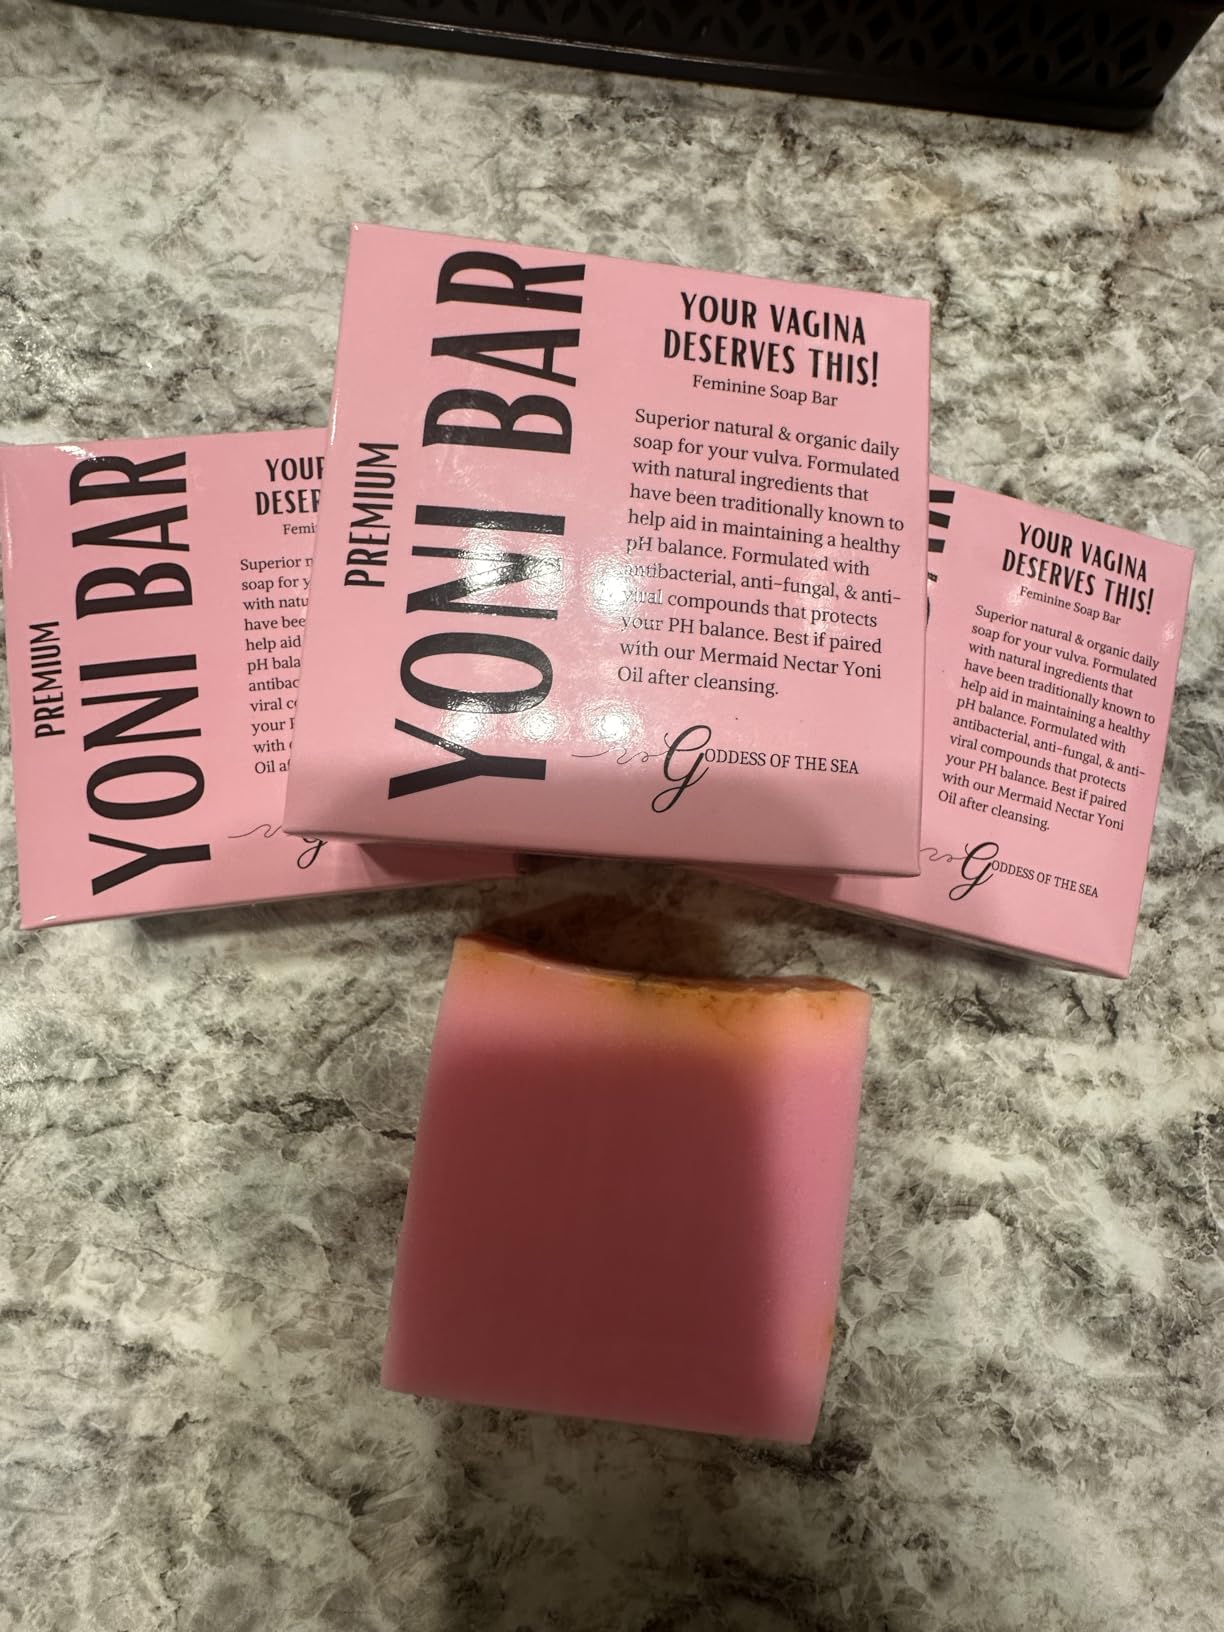 PREMIUM
YONI BAR
YOUR VAGINA
DESERVES THIS!
Feminine Soap Bar
Superior natural & organic daily
soap for your vulva. Formulated
with natural ingredients that
have been traditionally known to
help aid in maintaining a healthy
pH balance. Formulated with
antibacterial, anti-fungal, & anti-
viral compounds that protects
your PH balance. Best if paired
with our Mermaid Nectar Yoni
Oil after cleansing.
GODDESS OF THE SEA
PREMIUM
YONI BAR
YOUR
Superior
soap for
with
have
help aid
pH
your
with
Oil
G
YOUR VAGINA
DESERVES THIS!
Feminine Soap Bar
Superior natural & organic daily
soap for your vulva. Formulated
with natural ingredients that
have been traditionally known to
help aid in maintaining a healthy
pH balance. Formulated with
antibacterial, anti-fungal, & anti-
viral compounds that protects
your PH balance. Best if paired
with our Mermaid Nectar Yoni
Oil after cleansing.
GODDESS OF THE SEA